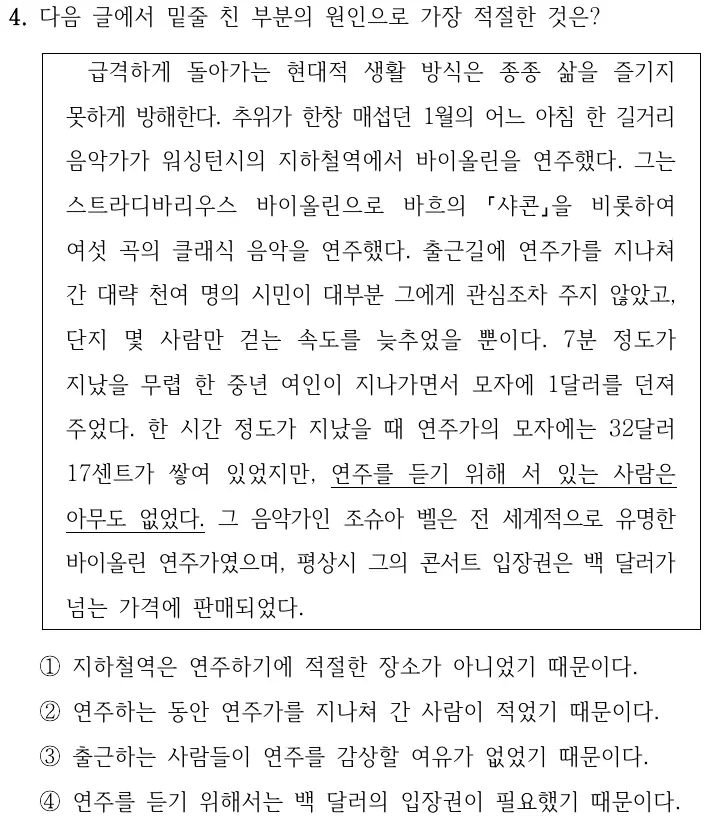 4. 다음 글에서 밑줄 친 부분의 원인으로 가장 적절한 것은?
급격하게 돌아가는 현대적 생활 방식은 종종 삶을 즐기지
못하게 방해한다. 추위가 한창 매섭던 1월의 어느 아침 한 길거리
음악가가 워싱턴시의 지하철역에서 바이올린을 연주했다. 그는
스트라디바리우스 바이올린으로 바흐의 「샤콘」을 비롯하여
여섯 곡의 클래식 음악을 연주했다. 출근길에 연주가를 지나쳐
간 대략 천여 명의 시민이 대부분 그에게 관심조차 주지 않았고,
단지 몇 사람만 걷는 속도를 늦추었을 뿐이다. 7분 정도가
지났을 무렵 한 중년 여인이 지나가면서 모자에 1달러를 던져
주었다. 한 시간 정도가 지났을 때 연주가의 모자에는 32달러
17센트가 쌓여 있었지만, 연주를 듣기 위해 서 있는 사람은
아무도 없었다. 그 음악가인 조슈아 벨은 전 세계적으로 유명한
바이올린 연주가였으며, 평상시 그의 콘서트 입장권은 백 달러가
넘는 가격에 판매되었다.
① 지하철역은 연주하기에 적절한 장소가 아니었기 때문이다.
② 연주하는 동안 연주가를 지나쳐 간 사람이 적었기 때문이다.
③ 출근하는 사람들이 연주를 감상할 여유가 없었기 때문이다.
④ 연주를 듣기 위해서는 백 달러의 입장권이 필요했기 때문이다.